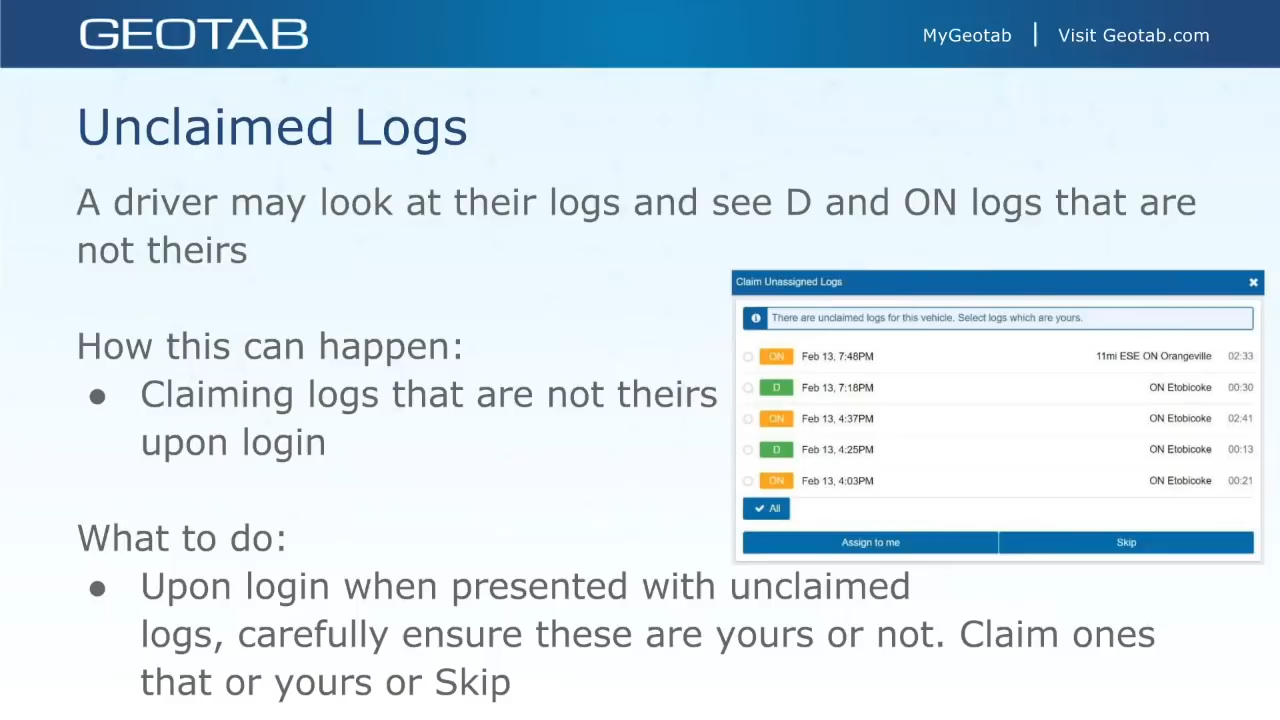 GEOTAB
MyGeotab | Visit Geotab.com
Unclaimed Logs
A driver may look at their logs and see D and ON logs that are
not theirs
How this can happen:
● Claiming logs that are not theirs
upon login
What to do:
● Upon login when presented with unclaimed
logs, carefully ensure these are yours or not. Claim ones
that or yours or Skip
Claim Unassigned Logs
There are unclaimed logs for this vehicle. Select logs which are yours.
ON Feb 13, 7:48PM 11mi ESE ON Orangeville 02:33
D Feb 13, 7:18PM ON Etobicoke 00:30
ON Feb 13, 4:37PM ON Etobicoke 02:41
D Feb 13, 4:25PM ON Etobicoke 00:13
ON Feb 13, 4:03PM ON Etobicoke 00:21
All
Assign to me Skip